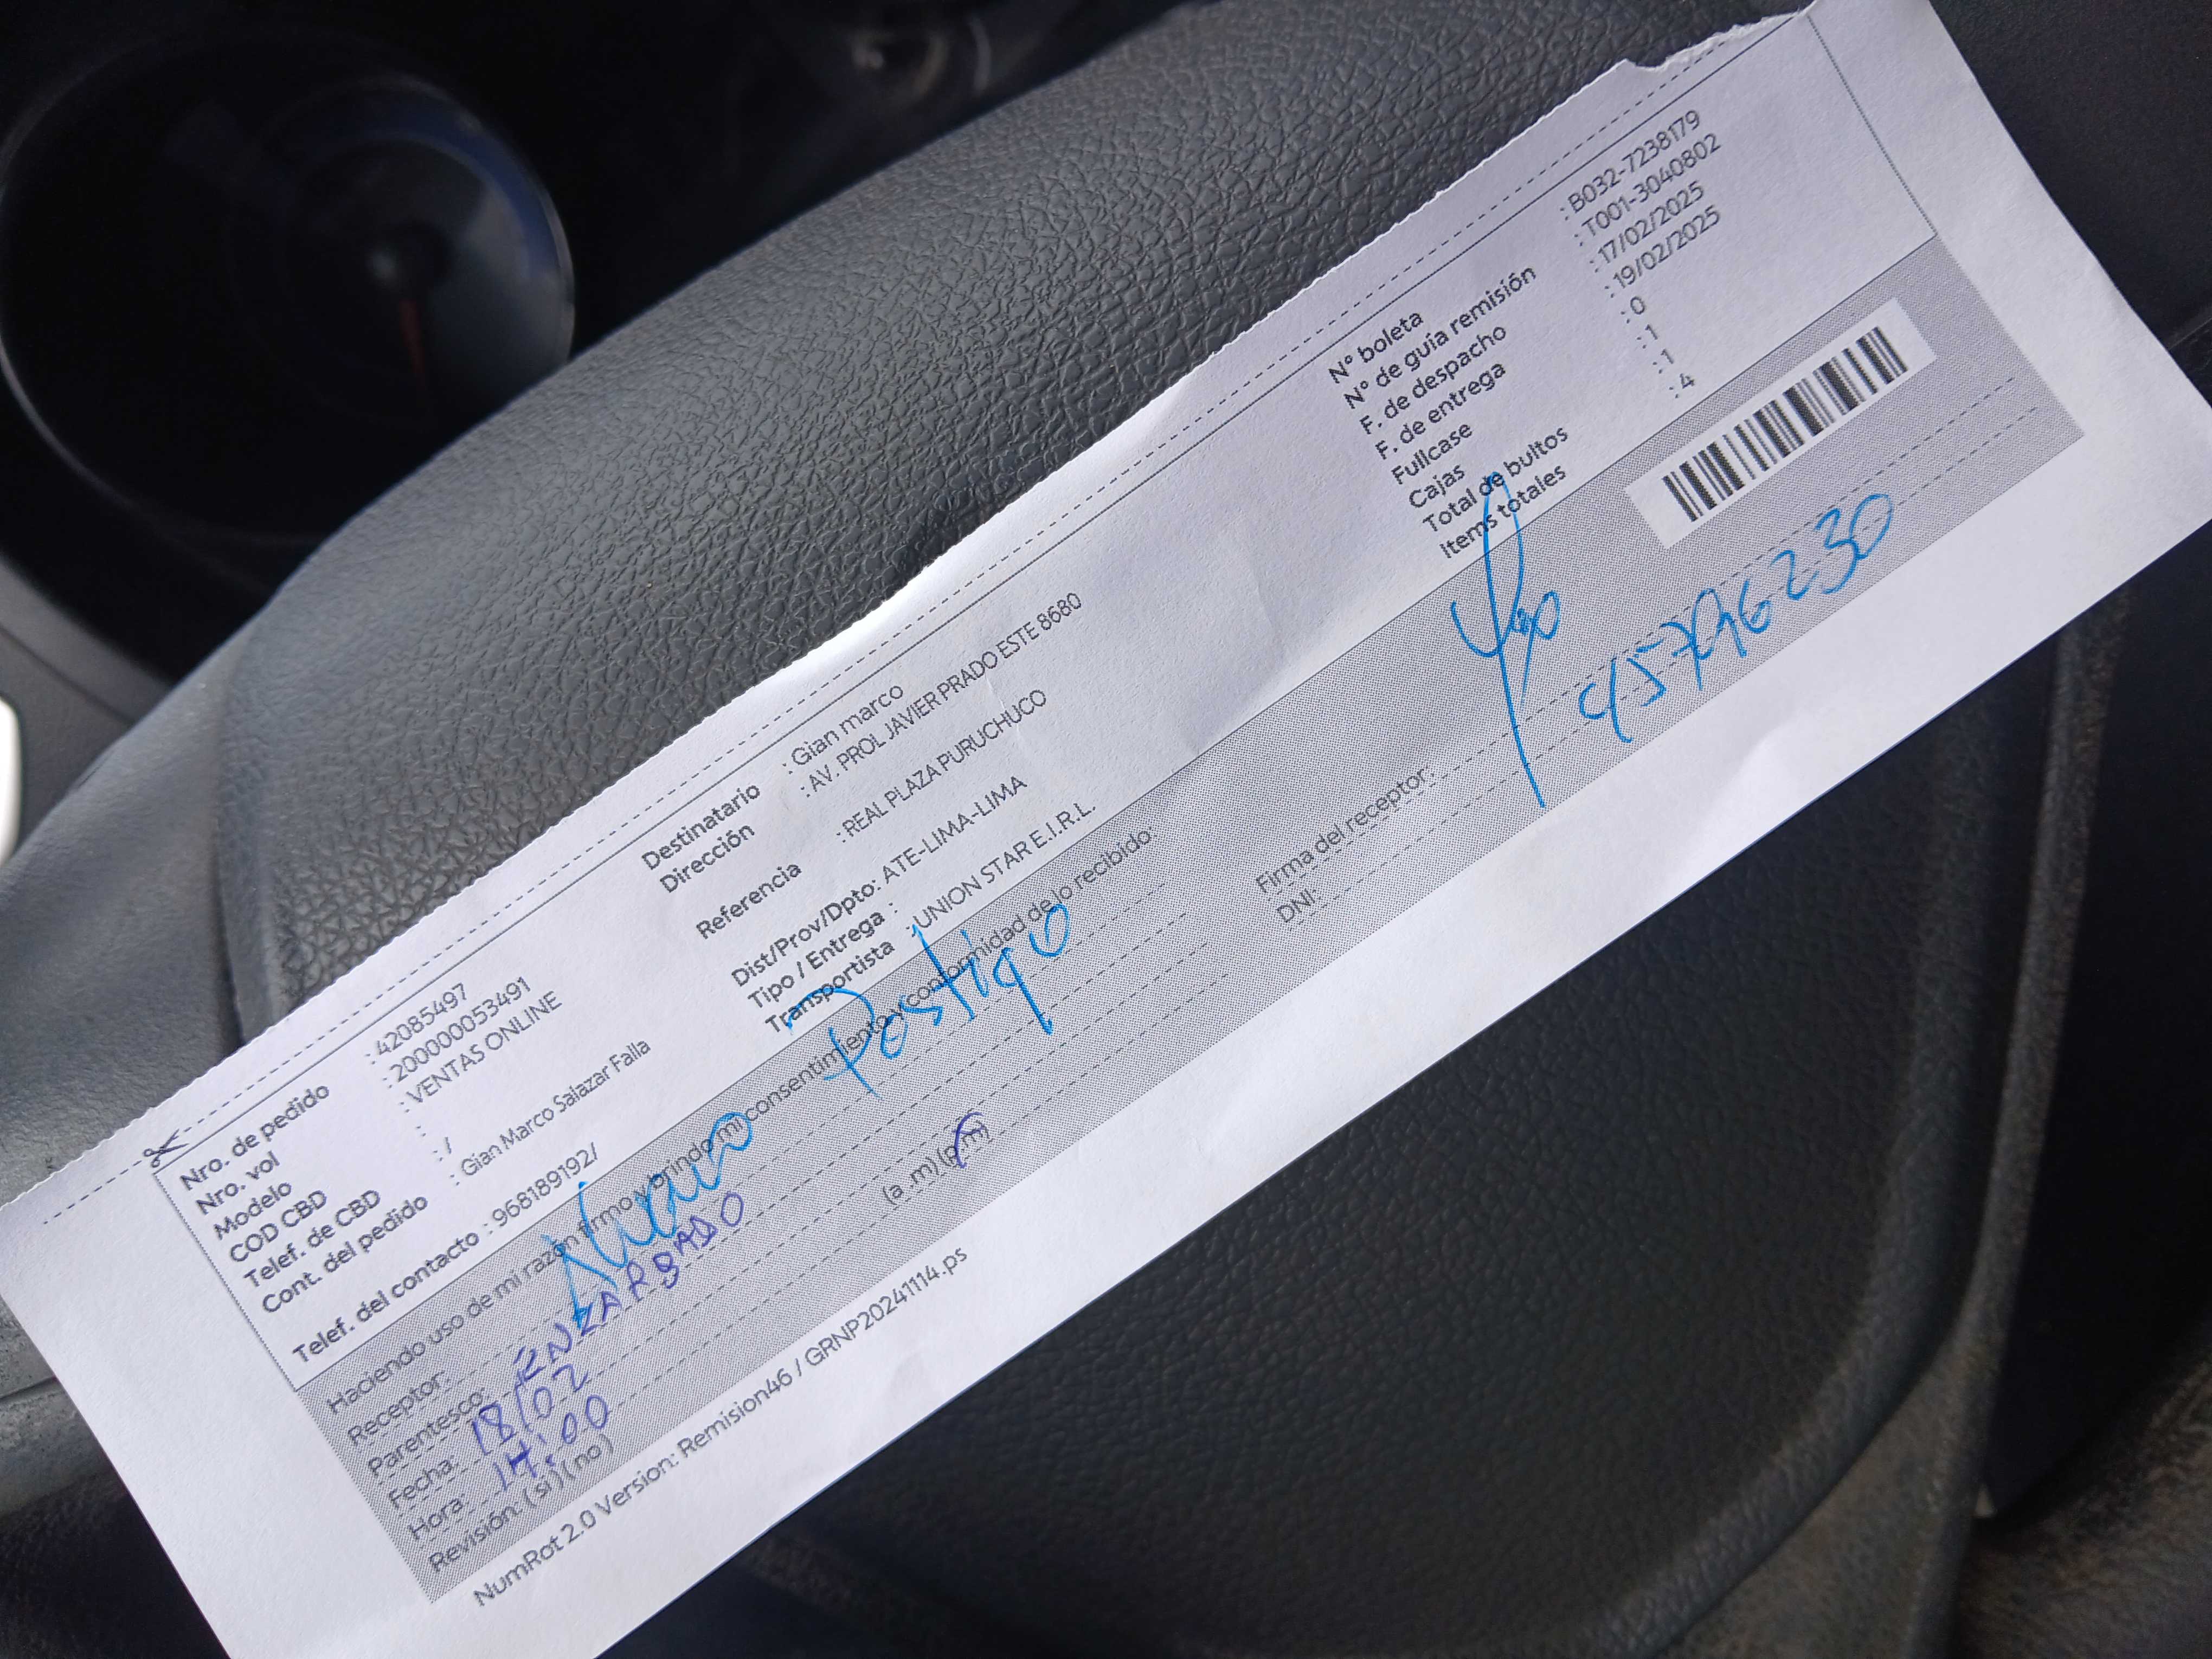 Nro. de pedido : 42085497
Nro. vol : 200000053491
Modelo : VENTAS ONLINE
COD CBD :
Telef. de CBD : /
Cont. del pedido : Gian Marco Salazar Falla
Telef. del contacto : 968189192/
Destinatario : Gian marco
Dirección : AV. PROL JAVIER PRADO ESTE 8680
Referencia : REAL PLAZA PURUCHUCO
Dist/Prov/Dpto: ATE-LIMA-LIMA
Tipo / Entrega :
Transportista : UNION STAR E.I.R.L.
N° boleta : B032-7238179
N° de guía remisión : T001-3040802
F. de despacho : 17/02/2025
F. de entrega : 19/02/2025
Fullcase : 0
Cajas : 1
Total de bultos : 1
Items totales : 4
Haciendo uso de mi razón firmo y brindo mi consentimiento y conformidad de lo recibido:
Receptor: Alvaro Postigo
Parentesco: ENZARGADO
Fecha: 18/02
Hora: 14:00 (a .m) (p.m)
Revisión: ( si ) ( no )
Firma del receptor:
DNI: 45796230
NumRot 2.0 Version: Remision46 / GRNP20241114.ps